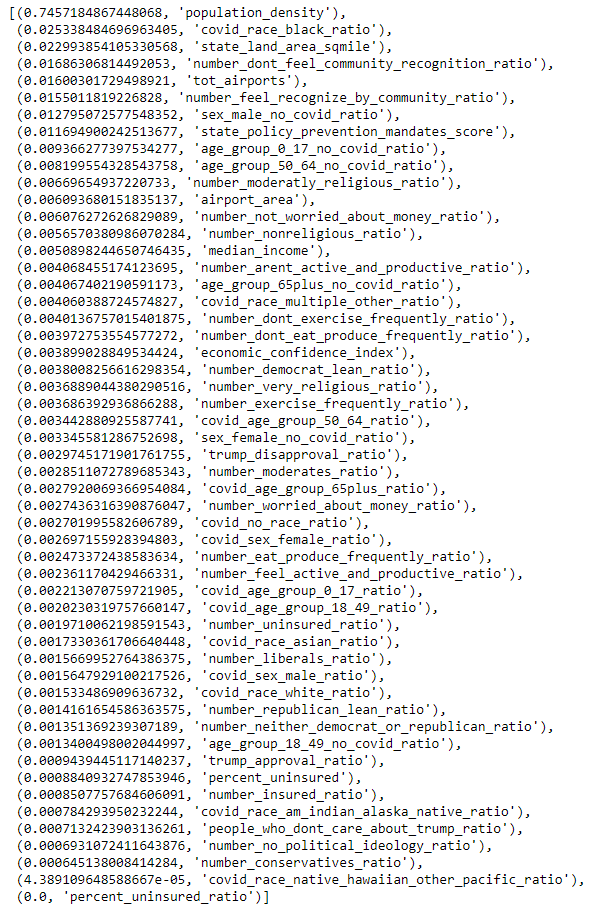 [(0.7457184867448068, 'population_density'),
(0.025338484696963405, 'covid_race_black_ratio'),
(0.022993854105330568, 'state_land_area_sqmile'),
(0.01686306814492053, 'number_dont_feel_community_recognition_ratio'),
(0.01600301729498921, 'tot_airports'),
(0.0155011819226828, 'number_feel_recognize_by_community_ratio'),
(0.012795072577548352, 'sex_male_no_covid_ratio'),
(0.011694900242513677, 'state_policy_prevention_mandates_score'),
(0.009366277397534277, 'age_group_0_17_no_covid_ratio'),
(0.008199554328543758, 'age_group_50_64_no_covid_ratio'),
(0.00669654937220733, 'number_moderatly_religious_ratio'),
(0.006093680151835137, 'airport_area'),
(0.006076272626829089, 'number_not_worried_about_money_ratio'),
(0.0056570380986070284, 'number_nonreligious_ratio'),
(0.0050898244650746435, 'median_income'),
(0.004068455174123695, 'number_arent_active_and_productive_ratio'),
(0.004067402190591173, 'age_group_65plus_no_covid_ratio'),
(0.004060388724574827, 'covid_race_multiple_other_ratio'),
(0.0040136757015401875, 'number_dont_exercise_frequently_ratio'),
(0.003972753554577272, 'number_dont_eat_produce_frequently_ratio'),
(0.003899028849534424, 'economic_confidence_index'),
(0.0038008256616298354, 'number_democrat_lean_ratio'),
(0.0036889044380290516, 'number_very_religious_ratio'),
(0.003686392936866288, 'number_exercise_frequently_ratio'),
(0.003442880925587741, 'covid_age_group_50_64_ratio'),
(0.003345581286752698, 'sex_female_no_covid_ratio'),
(0.0029745171901761755, 'trump_disapproval_ratio'),
(0.0028511072789685343, 'number_moderates_ratio'),
(0.0027920069366954084, 'covid_age_group_65plus_ratio'),
(0.0027436316390876047, 'number_worried_about_money_ratio'),
(0.002701995582606789, 'covid_no_race_ratio'),
(0.002697155928394803, 'covid_sex_female_ratio'),
(0.002473372438583634, 'number_eat_produce_frequently_ratio'),
(0.002361170429466331, 'number_feel_active_and_productive_ratio'),
(0.002213070759721905, 'covid_age_group_0_17_ratio'),
(0.0020230319757660147, 'covid_age_group_18_49_ratio'),
(0.0019710062198591543, 'number_uninsured_ratio'),
(0.0017330361706640448, 'covid_race_asian_ratio'),
(0.0015669952764386375, 'number_liberals_ratio'),
(0.0015647929100217526, 'covid_sex_male_ratio'),
(0.001533486909636732, 'covid_race_white_ratio'),
(0.0014161654586363575, 'number_republican_lean_ratio'),
(0.001351369239307189, 'number_neither_democrat_or_republican_ratio'),
(0.0013400498002044997, 'age_group_18_49_no_covid_ratio'),
(0.0009439445117140237, 'trump_approval_ratio'),
(0.0008840932747853946, 'percent_uninsured'),
(0.0008507757684606091, 'number_insured_ratio'),
(0.000784293950232244, 'covid_race_am_indian_alaska_native_ratio'),
(0.0007132423903136261, 'people_who_dont_care_about_trump_ratio'),
(0.0006931072411643876, 'number_no_political_ideology_ratio'),
(0.000645138008414284, 'number_conservatives_ratio'),
(4.389109648588667e-05, 'covid_race_native_hawaiian_other_pacific_ratio'),
(0.0, 'percent_uninsured_ratio')]